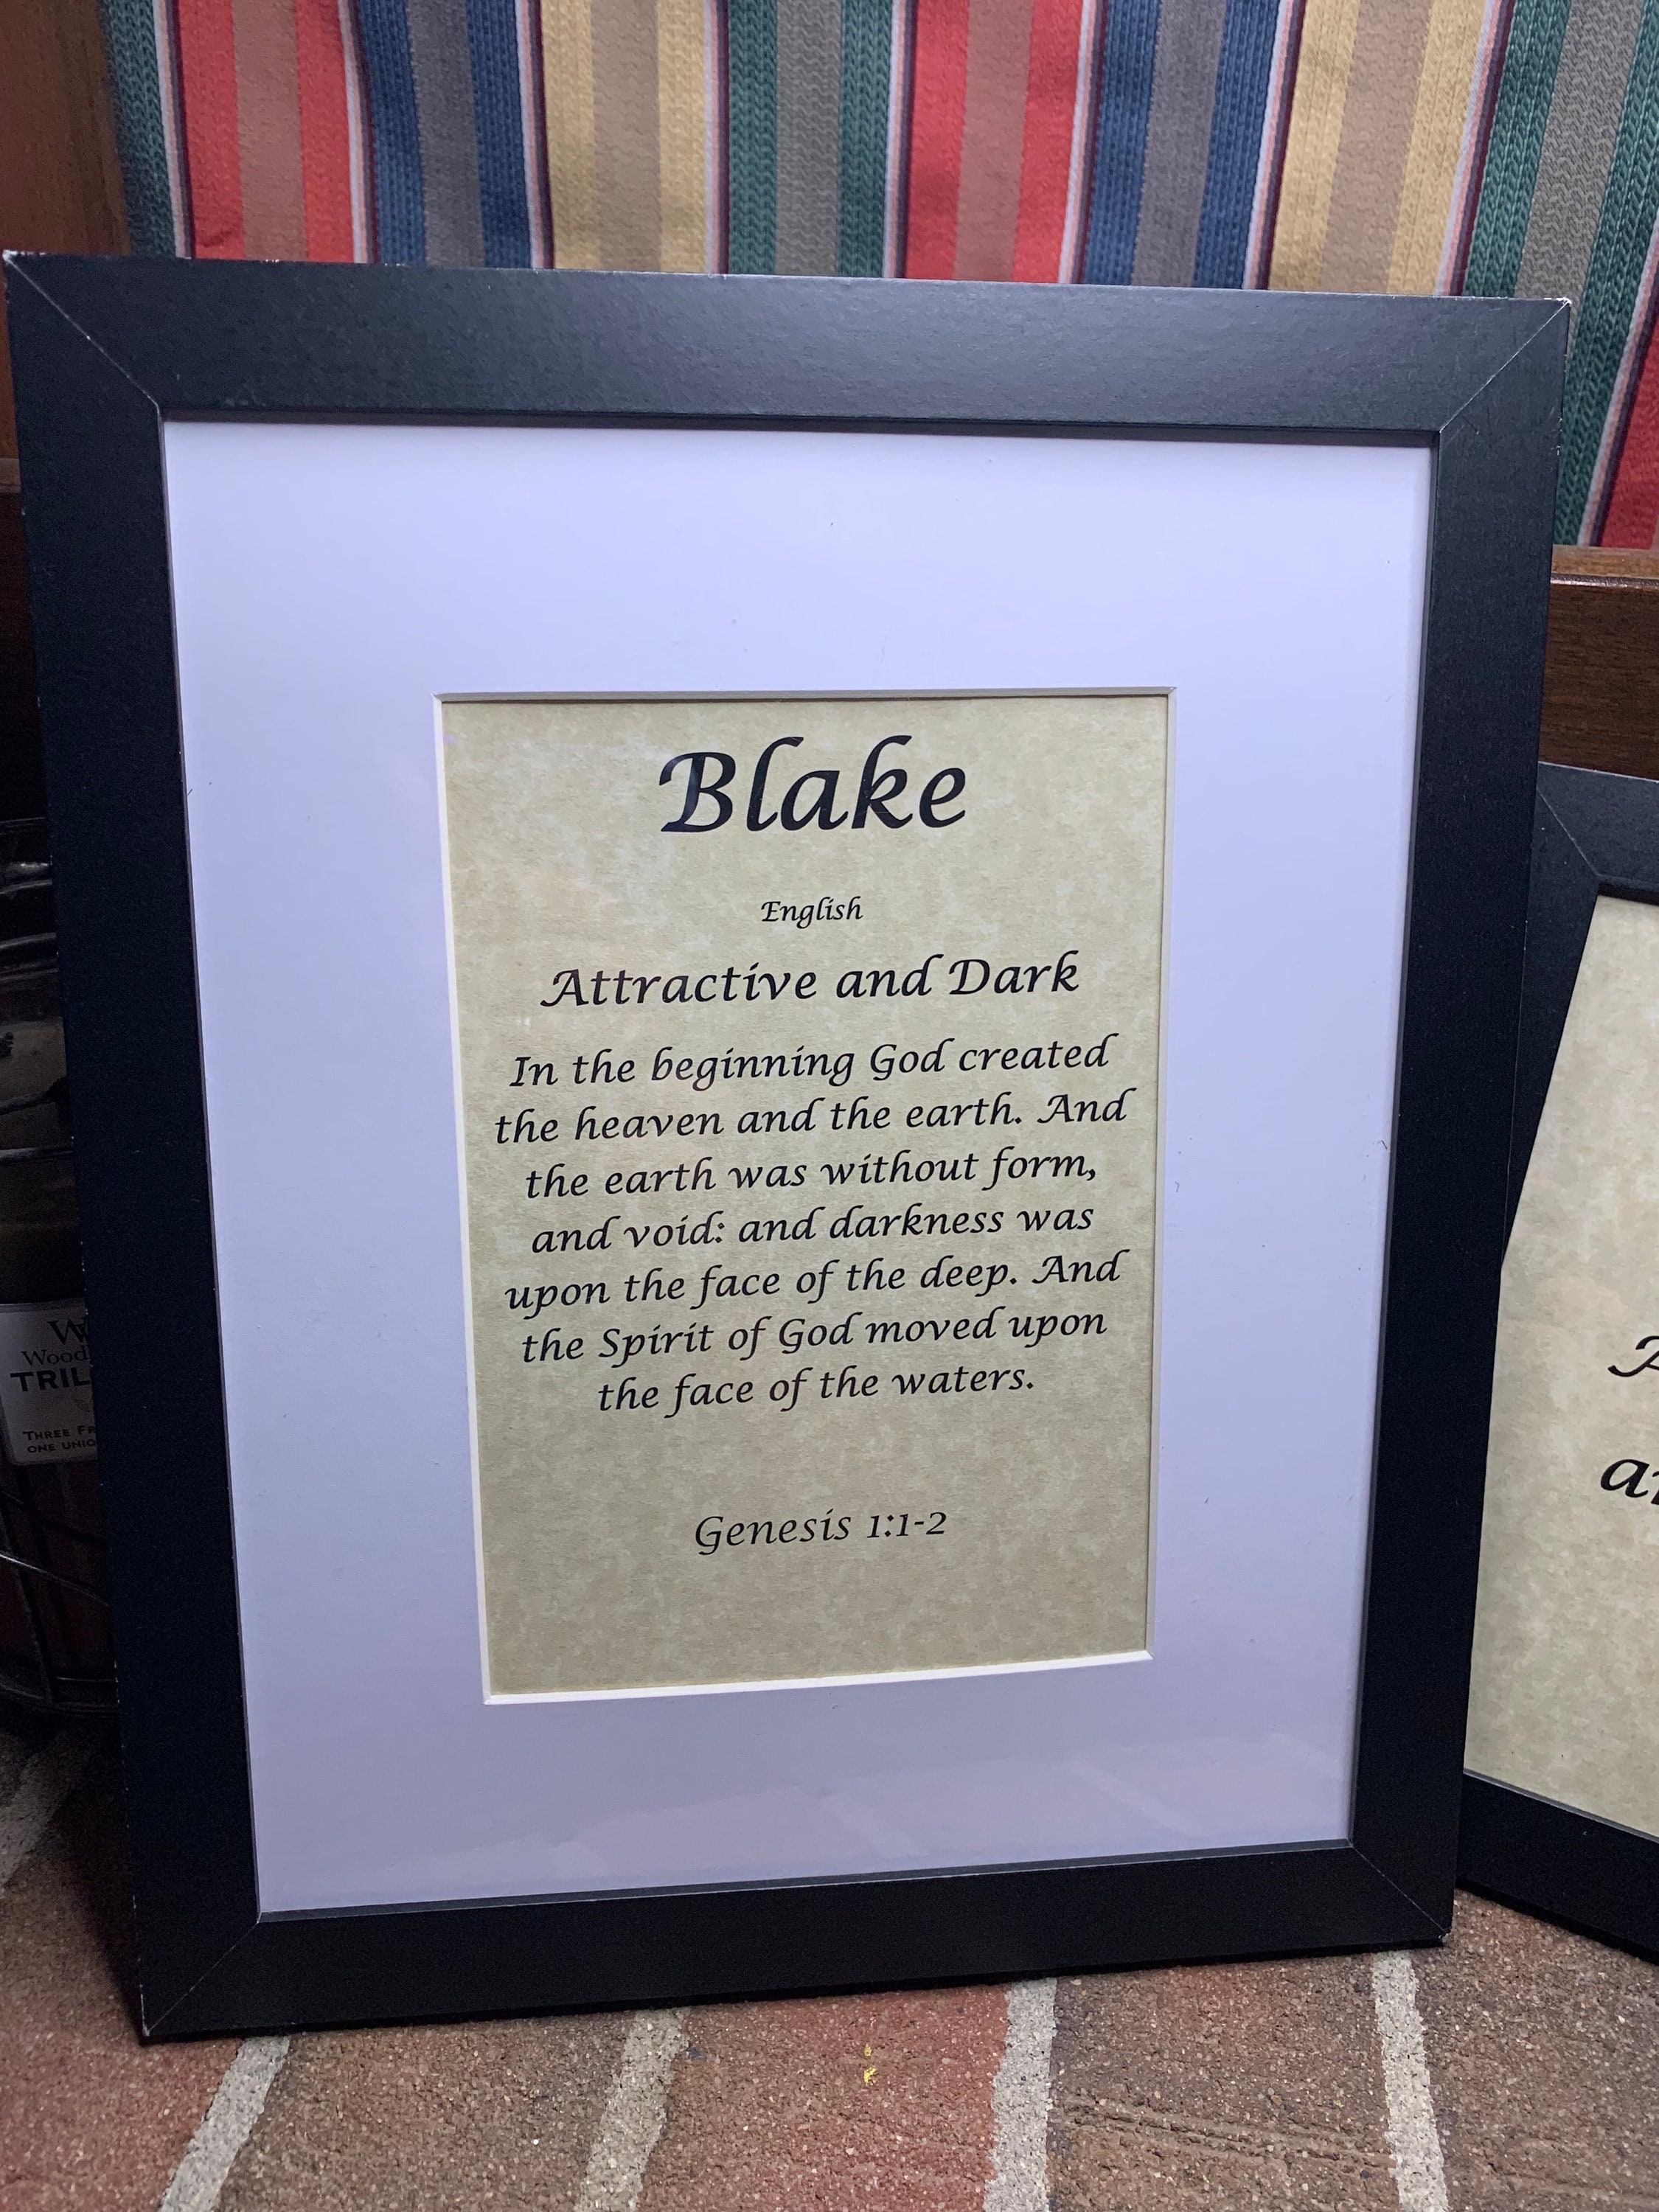 Blake
English
Attractive and Dark
In the beginning God created
the heaven and the earth. And
the earth was without form,
and void: and darkness was
upon the face of the deep. And
the Spirit of God moved upon
the face of the waters.
Genesis 1:1-2
THREE
ONE